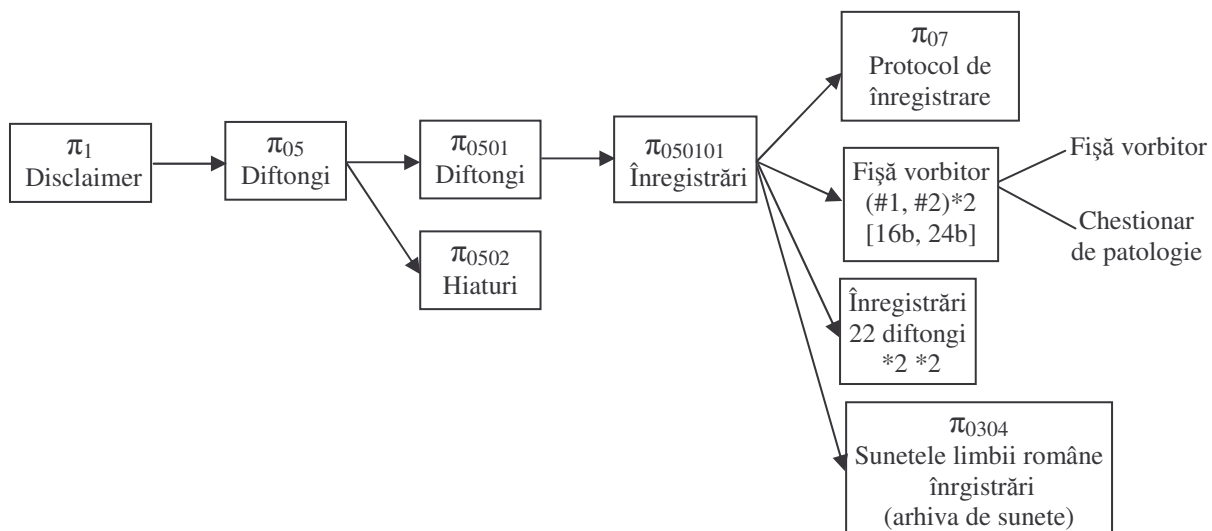 π1
Disclaimer
π05
Diftongi
π0501
Diftongi
π0502
Hiaturi
π050101
Înregistrări
π07
Protocol de
înregistrare
Fişă vorbitor
(#1, #2)*2
[16b, 24b]
Fişă vorbitor
Chestionar
de patologie
Înregistrări
22 diftongi
*2 *2
π0304
Sunetele limbii române
înrgistrări
(arhiva de sunete)